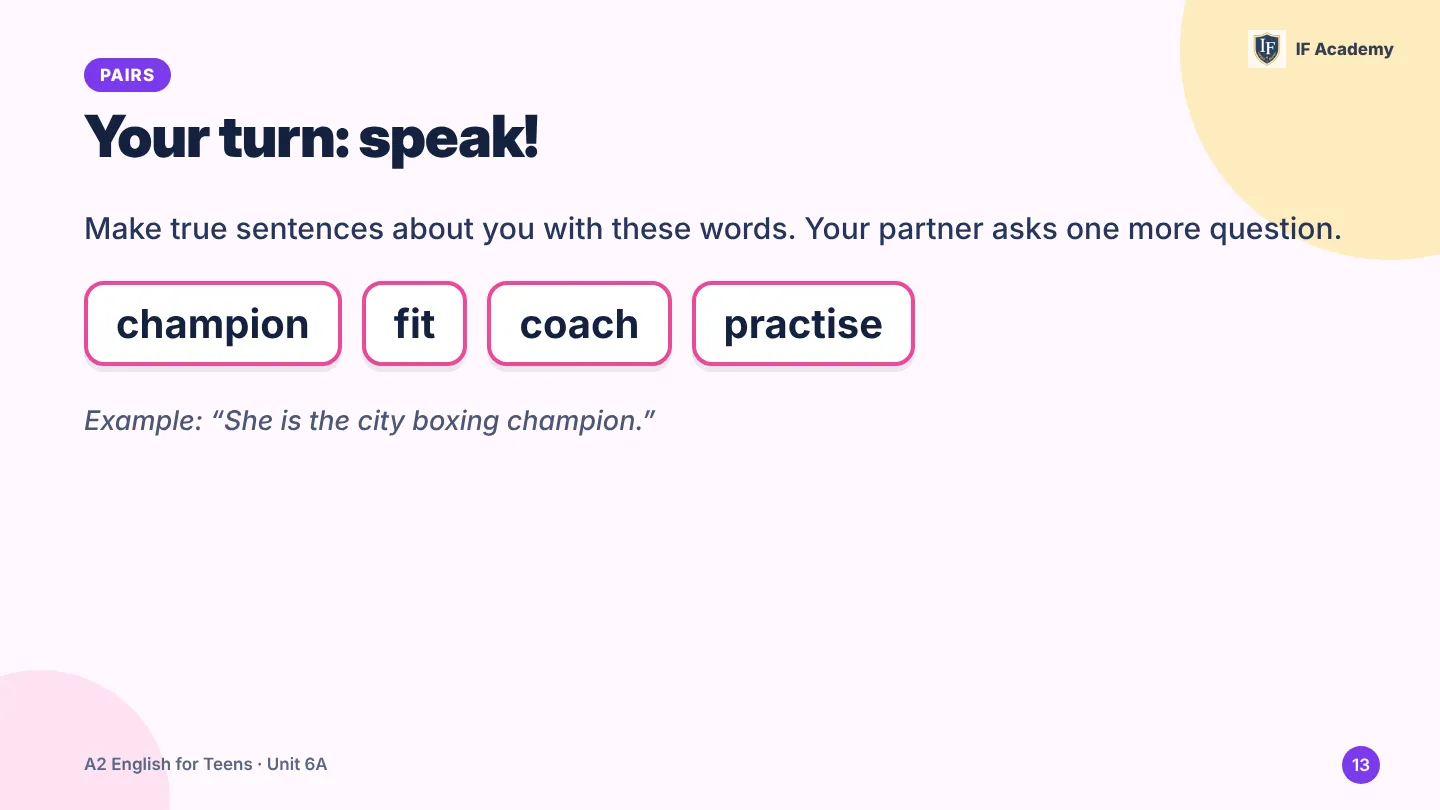 IF
IF Academy
PAIRS
Your turn: speak!
Make true sentences about you with these words. Your partner asks one more question.
champion
fit
coach
practise
Example: “She is the city boxing champion.”
A2 English for Teens · Unit 6A
13